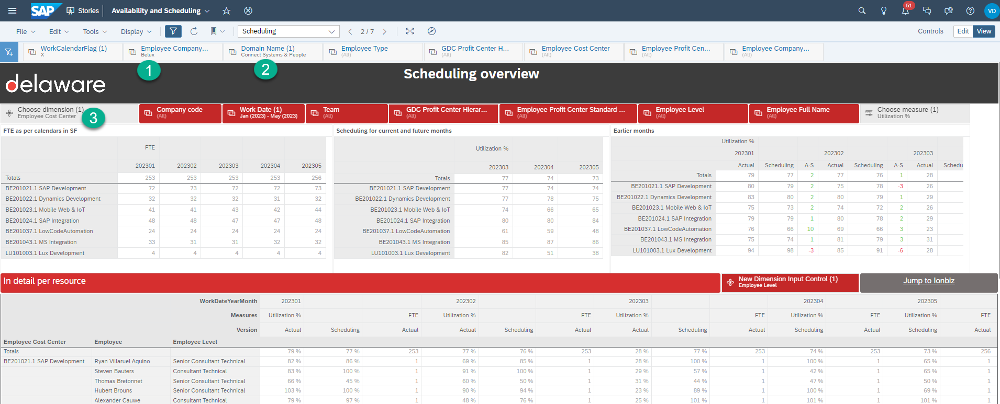 SAP Stories Availability and Scheduling 51 VD
File Edit Tools Display Scheduling 2 / 7 Controls Edit View
WorkCalendarFlag (1) Employee Company... Domain Name (1) Employee Type GDC Profit Center H... Employee Cost Center Employee Profit Cen... Employee Company...
X Belux Connect Systems & People (All) (All) (All) (All) (All)
1 2
Scheduling overview
delaware
Choose dimension (1) Company code Work Date (1) Team GDC Profit Center Hierar... Employee Profit Center Standard ... Employee Level Employee Full Name Choose measure (1)
Employee Cost Center 3 (All) Jan (2023) - May (2023) (All) (All) (All) (All) (All) Utilization %
FTE as per calendars in SF
FTE
202301 202302 202303 202304 202305
Totals 253 253 253 253 256
BE201021.1 SAP Development 72 73 72 72 73
BE201022.1 Dynamics Development 32 32 32 31 32
BE201023.1 Mobile Web & IoT 41 41 43 42 44
BE201024.1 SAP Integration 48 48 47 47 48
BE201037.1 LowCodeAutomation 24 24 24 24 24
BE201043.1 MS Integration 33 31 31 32 32
LU101003.1 Lux Development 4 4 4 4 4
Scheduling for current and future months
Utilization %
202303 202304 202305
Totals 77 74 73
BE201021.1 SAP Development 77 74 74
BE201022.1 Dynamics Development 77 78 75
BE201023.1 Mobile Web & IoT 74 66 65
BE201024.1 SAP Integration 80 80 84
BE201037.1 LowCodeAutomation 61 59 48
BE201043.1 MS Integration 85 87 86
LU101003.1 Lux Development 82 51 38
Earlier months
Utilization %
202301 202302 202303
Actual Scheduling A-S Actual Scheduling A-S Actual Schedu
Totals 79 77 2 77 76 1 28
BE201021.1 SAP Development 80 79 2 75 78 -3 26
BE201022.1 Dynamics Development 83 80 2 80 79 1 29
BE201023.1 Mobile Web & IoT 75 73 2 74 72 2 26
BE201024.1 SAP Integration 79 79 1 80 78 2 29
BE201037.1 LowCodeAutomation 76 66 10 69 66 3 23
BE201043.1 MS Integration 75 74 1 81 79 3 31
LU101003.1 Lux Development 94 98 -3 85 91 -6 28
In detail per resource New Dimension Input Control (1) Jump to Ionbiz
Employee Level
WorkDateYearMonth 202301 202302 202303 202304 202305
Measures Utilization % FTE Utilization % FTE Utilization % FTE Utilization % FTE Utilization % FTE
Version Actual Scheduling Actual Actual Scheduling Actual Actual Scheduling Actual Scheduling Actual Scheduling Actual
Employee Cost Center Employee Employee Level
Totals 79 % 77 % 253 77 % 76 % 253 28 % 77 % 253 74 % 253 73 % 256
BE201021.1 SAP Development Ryan Villaruel Aquino Senior Consultant Technical 82 % 86 % 1 69 % 85 % 1 28 % 100 % 1 100 % 1 65 % 1
Steven Bauters Consultant Technical 83 % 100 % 1 91 % 100 % 1 29 % 57 % 1 42 % 1 65 % 1
Thomas Bretonnet Senior Consultant Technical 66 % 45 % 1 60 % 50 % 1 31 % 44 % 1 47 % 1 50 % 1
Hubert Brouns Senior Consultant Technical 103 % 100 % 1 90 % 94 % 1 23 % 89 % 1 100 % 1 69 % 1
Alexander Cauwe Consultant Technical 79 % 97 % 1 48 % 76 % 1 25 % 101 % 1 101 % 1 101 % 1